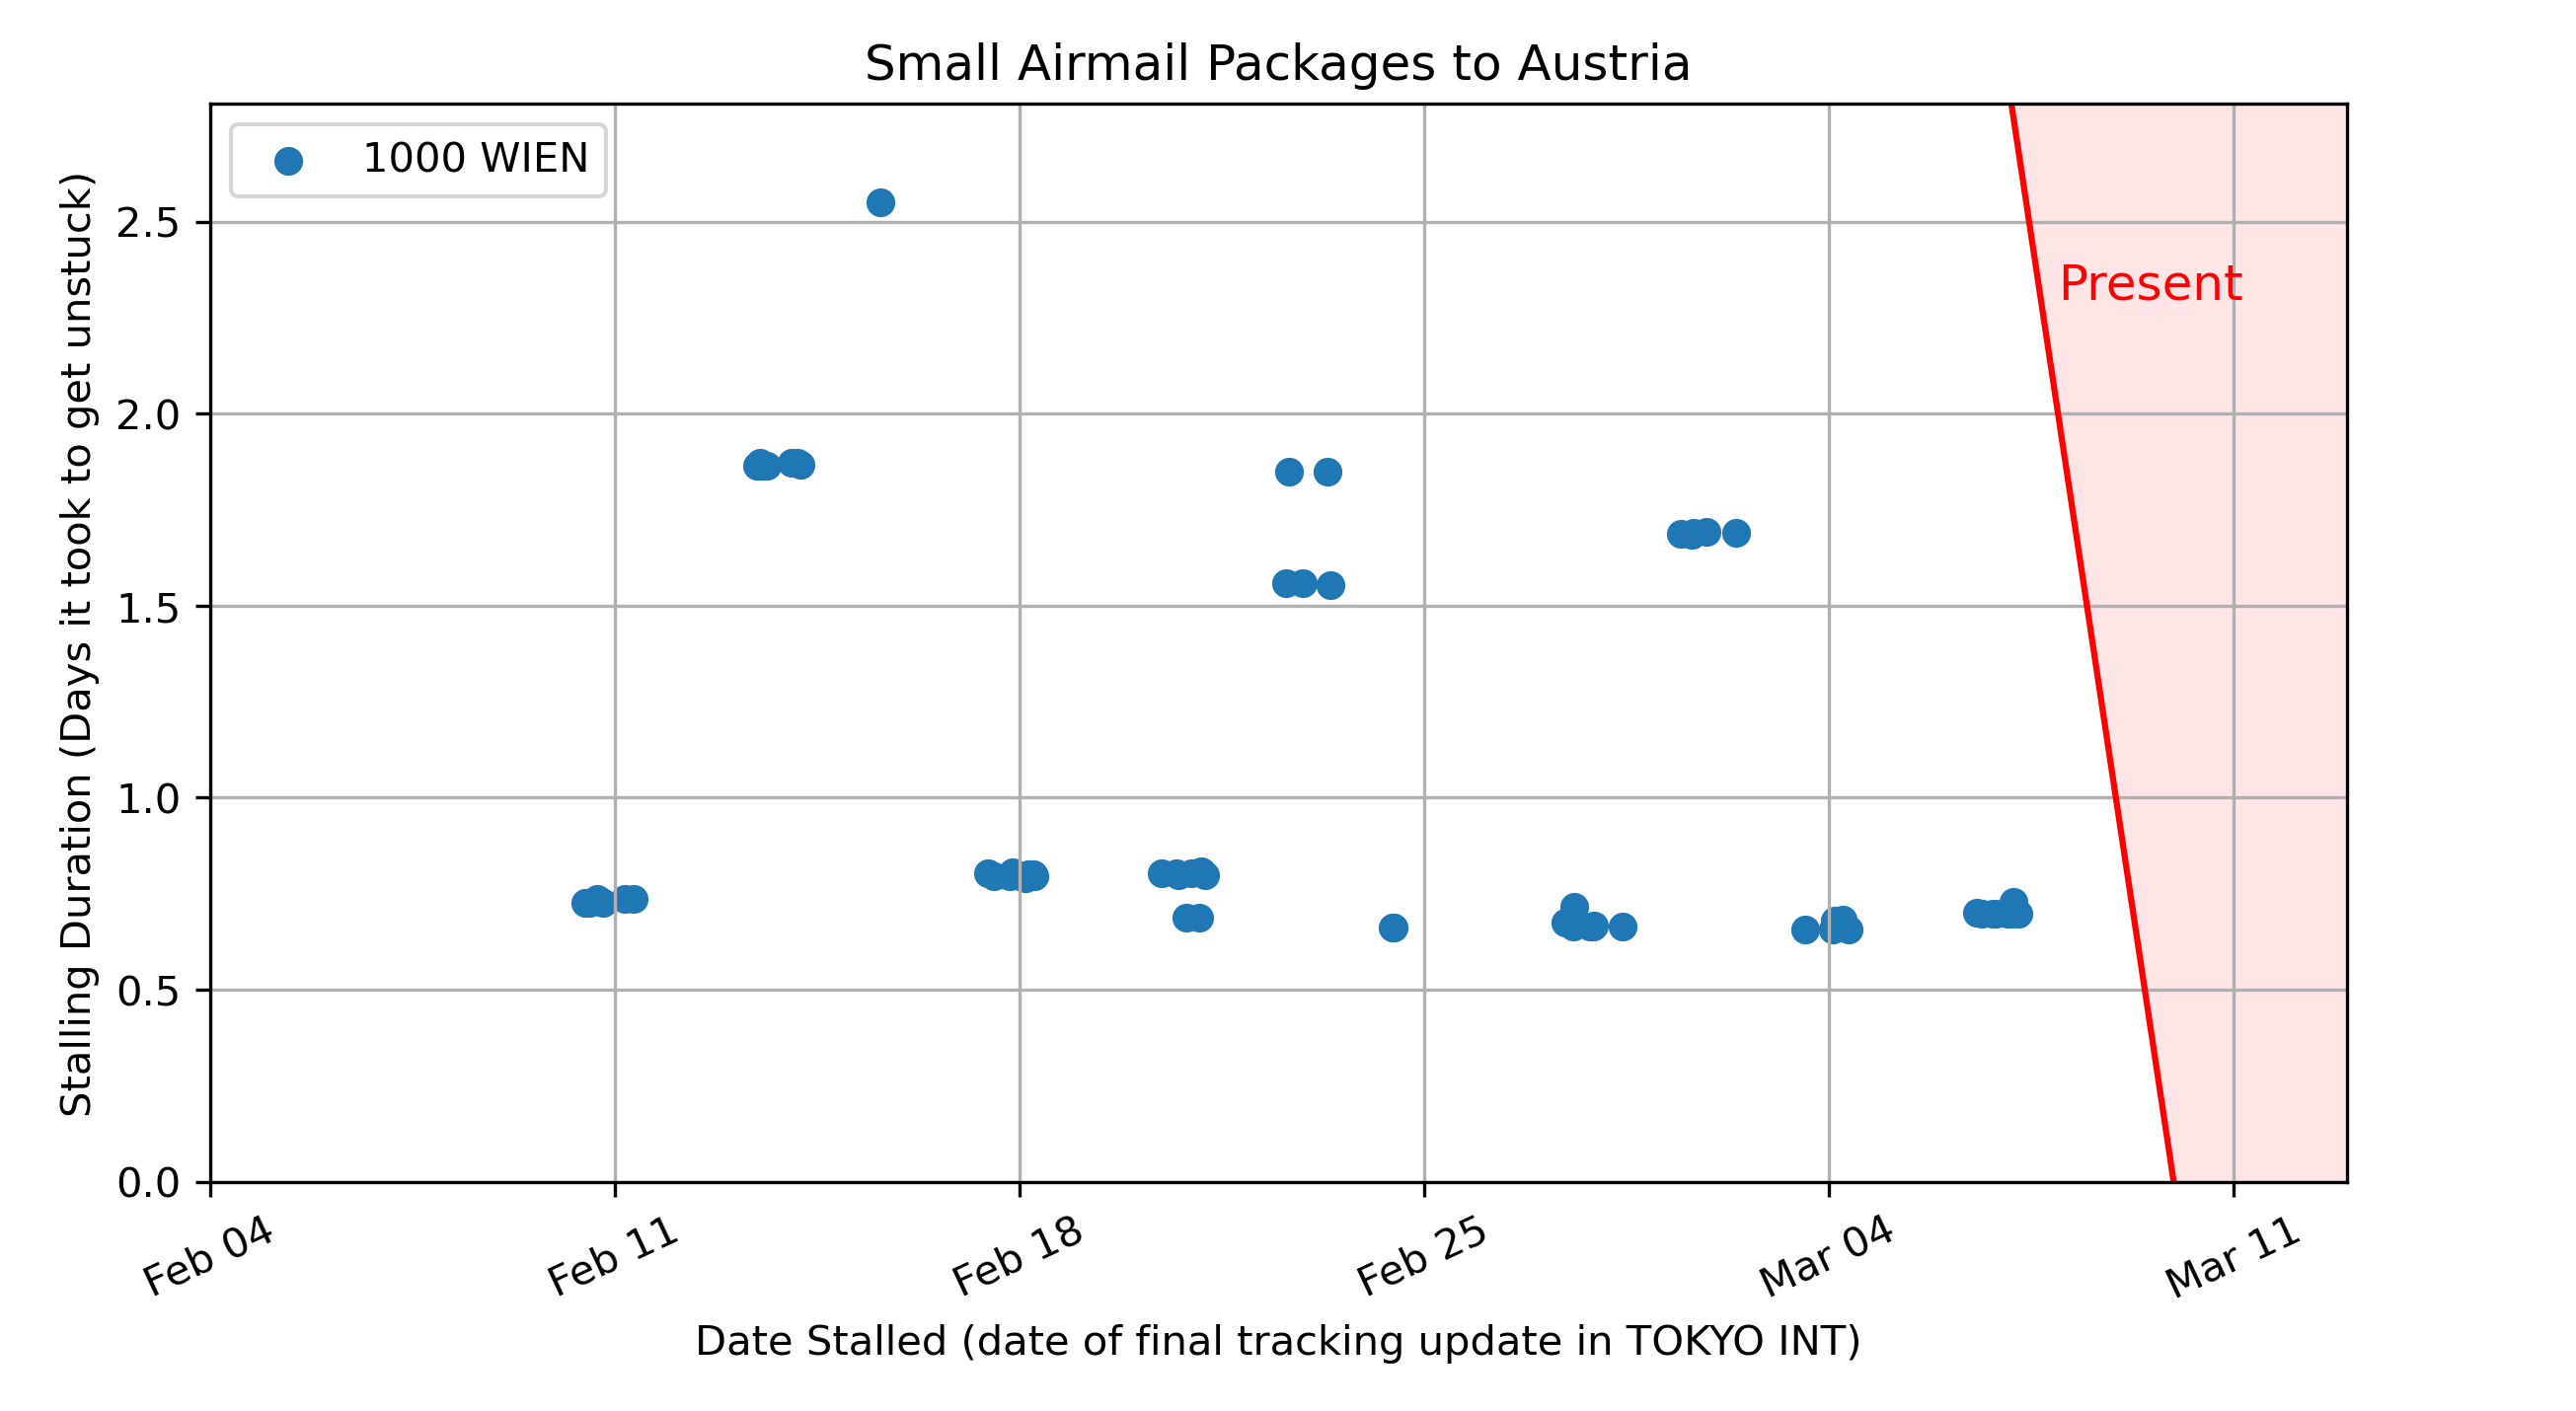 Small Airmail Packages to Austria
1000 WIEN
Present
Stalling Duration (Days it took to get unstuck)
2.5
2.0
1.5
1.0
0.5
0.0
Feb 04
Feb 11
Feb 18
Feb 25
Mar 04
Mar 11
Date Stalled (date of final tracking update in TOKYO INT)